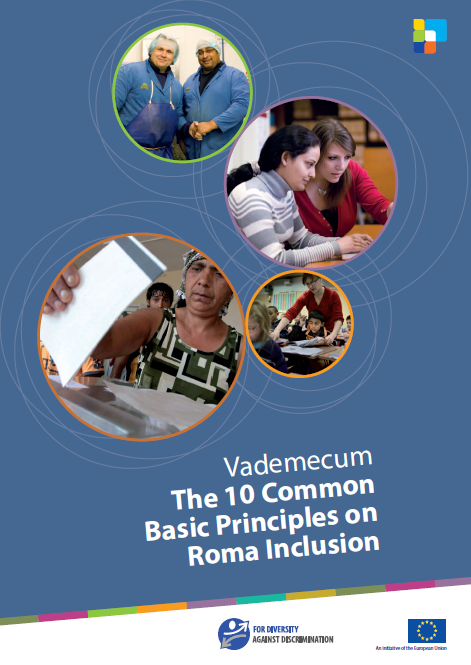 Vademecum
The 10 Common
Basic Principles on
Roma Inclusion
FOR DIVERSITY
AGAINST DISCRIMINATION
An initiative of the European Union